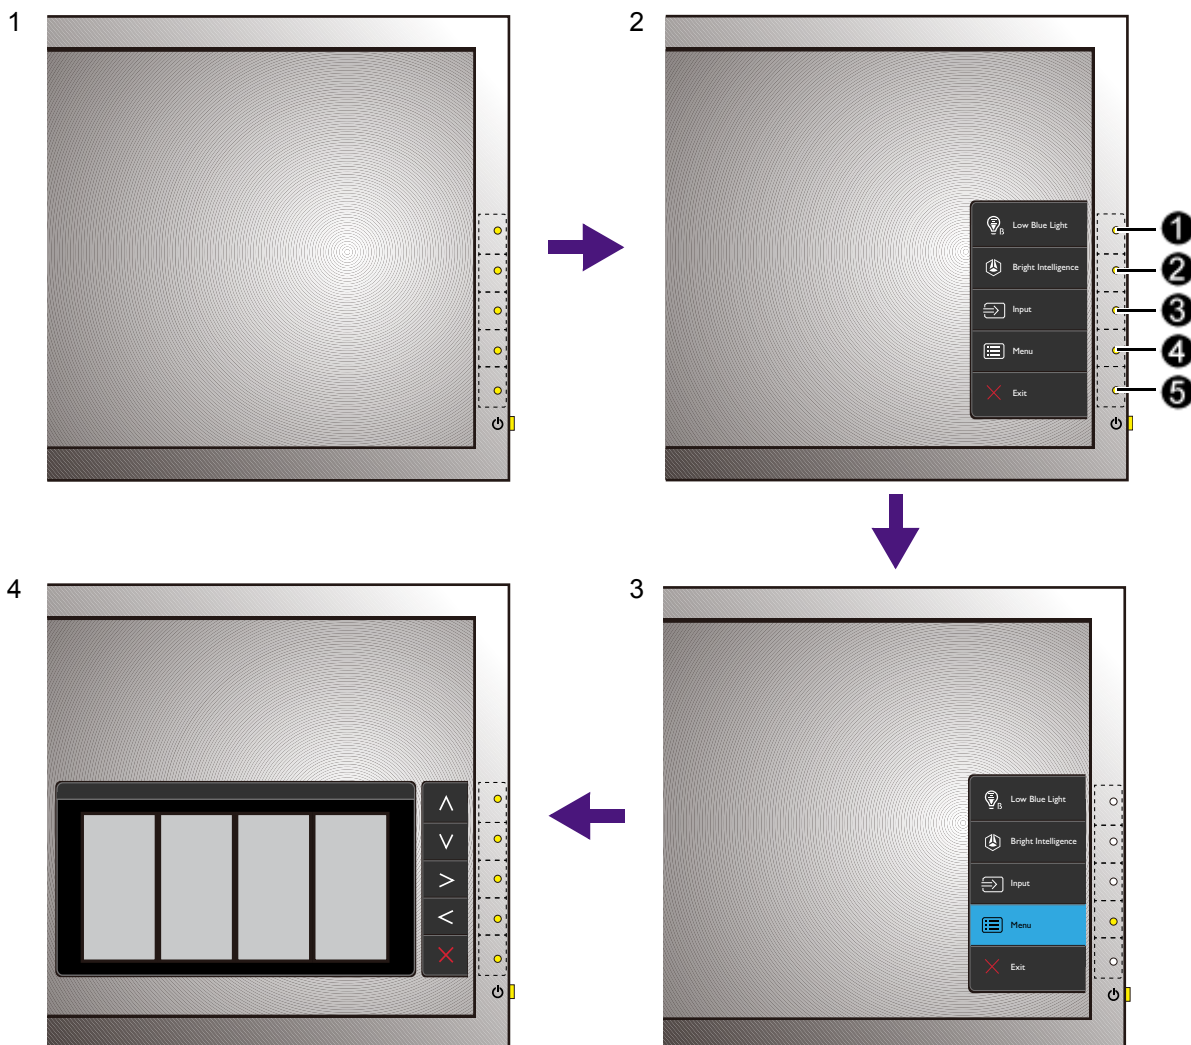 1
2
B Low Blue Light
Bright Intelligence
Input
Menu
Exit
1
2
3
4
5
4
3
B Low Blue Light
Bright Intelligence
Input
Menu
Exit